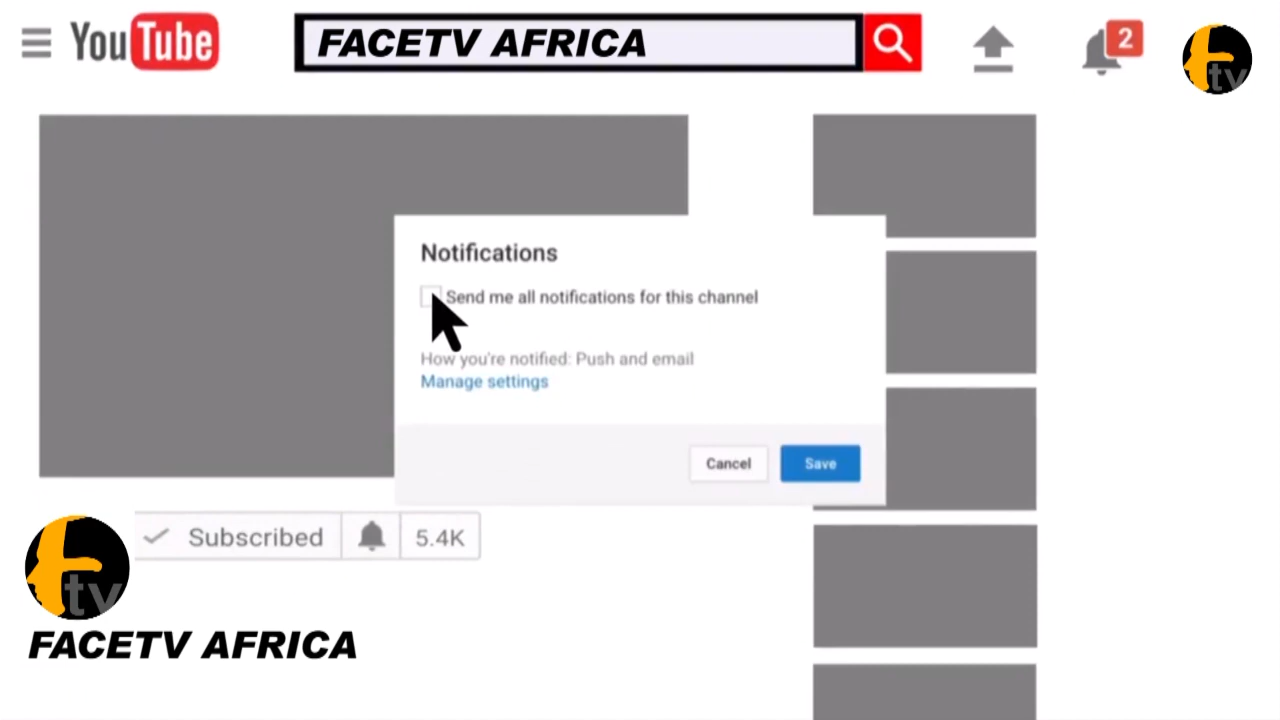 YouTube
FACETV AFRICA
2
tv
Notifications
Send me all notifications for this channel
How you're notified: Push and email
Manage settings
Cancel
Save
Subscribed
5.4K
tv
FACETV AFRICA